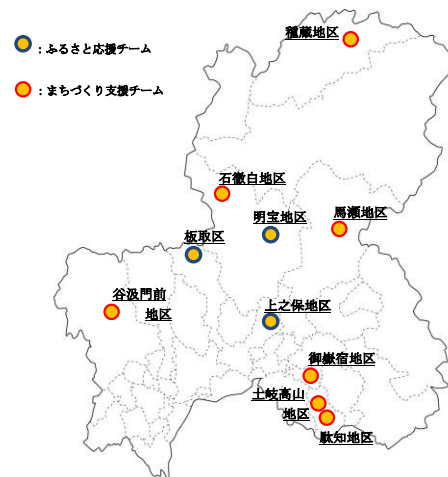 ：ふるさと応援チーム
：まちづくり支援チーム
種蔵地区
石徹白地区
明宝地区
馬瀬地区
板取区
谷汲門前
地区
上之保地区
御嶽宿地区
土岐高山
地区
駄知地区